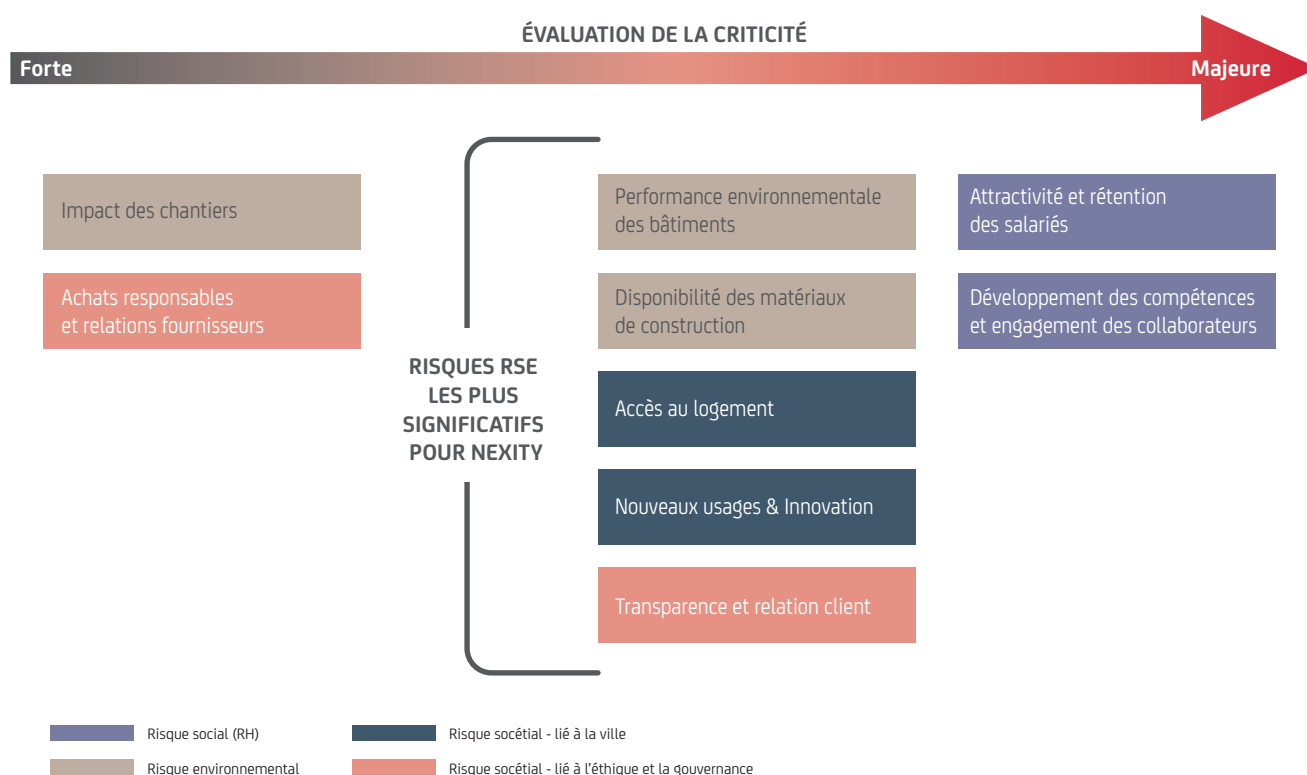 ÉVALUATION DE LA CRITICITÉ
Forte
Majeure
Impact des chantiers
Achats responsables
et relations fournisseurs
RISQUES RSE
LES PLUS
SIGNIFICATIFS
POUR NEXITY
Performance environnementale
des bâtiments
Disponibilité des matériaux
de construction
Accès au logement
Nouveaux usages & Innovation
Transparence et relation client
Attractivité et rétention
des salariés
Développement des compétences
et engagement des collaborateurs
Risque social (RH)
Risque socétial - lié à la ville
Risque environnemental
Risque socétial - lié à l'éthique et la gouvernance